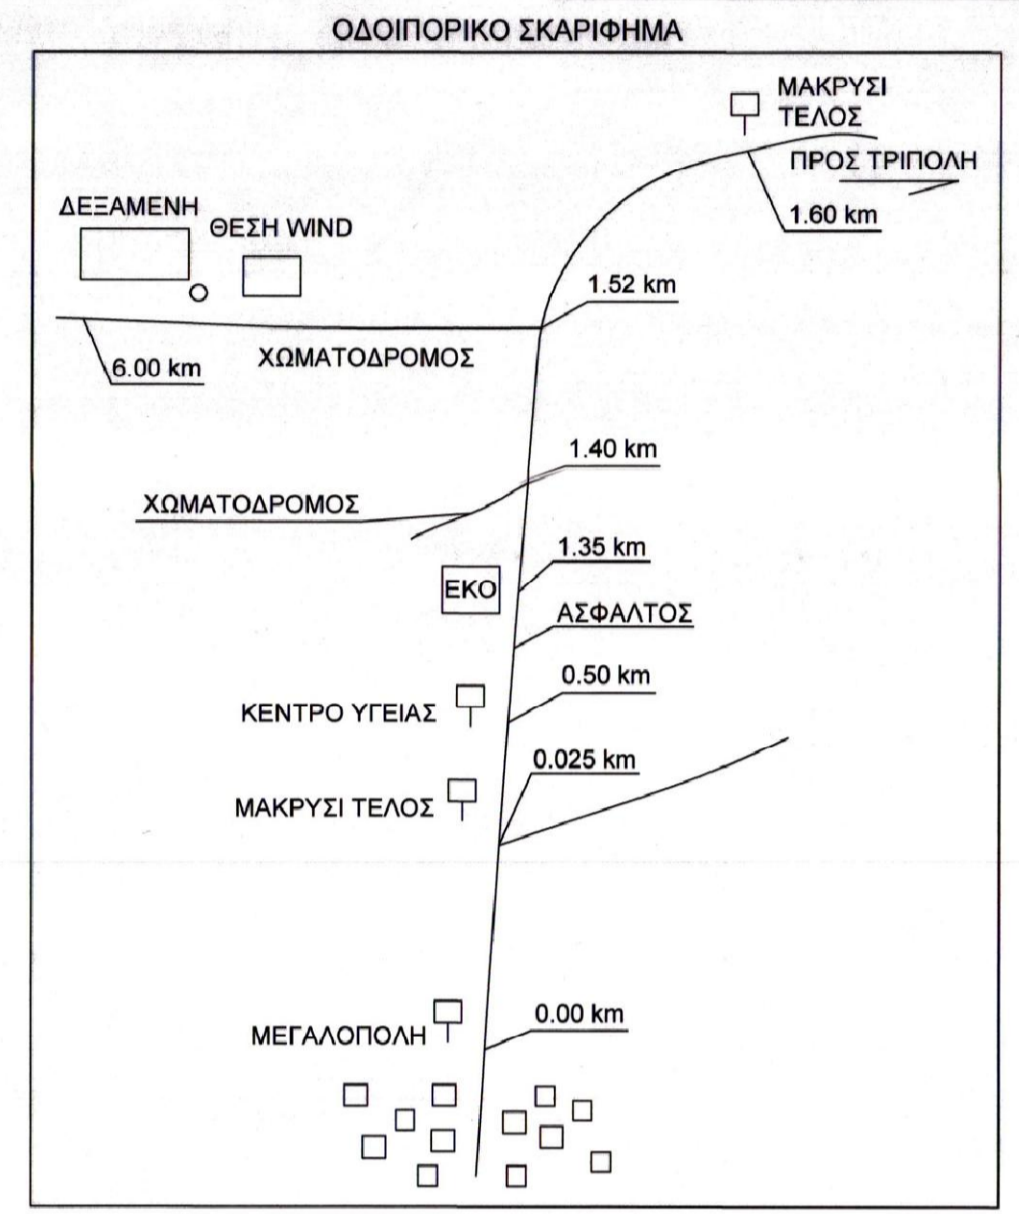 ΟΔΟΙΠΟΡΙΚΟ ΣΚΑΡΙΦΗΜΑ
ΜΑΚΡΥΣΙ
ΤΕΛΟΣ
ΠΡΟΣ ΤΡΙΠΟΛΗ
1.60 km
ΔΕΞΑΜΕΝΗ
ΘΕΣΗ WIND
1.52 km
ΧΩΜΑΤΟΔΡΟΜΟΣ
6.00 km
1.40 km
ΧΩΜΑΤΟΔΡΟΜΟΣ
1.35 km
ΕΚΟ
ΑΣΦΑΛΤΟΣ
0.50 km
ΚΕΝΤΡΟ ΥΓΕΙΑΣ
0.025 km
ΜΑΚΡΥΣΙ ΤΕΛΟΣ
0.00 km
ΜΕΓΑΛΟΠΟΛΗ